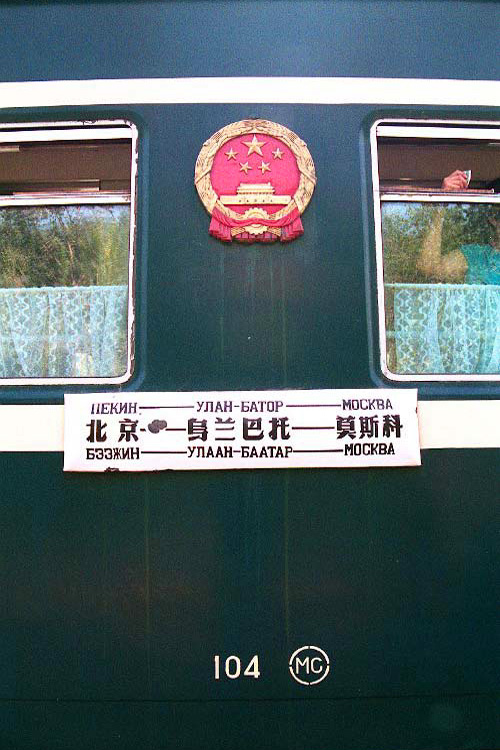 ПЕКИН——УЛАН-БАТОР——МОСКВА
北京——乌兰巴托——莫斯科
БЭЭЖИН——УЛААН-БААТАР——МОСКВА
104 МС